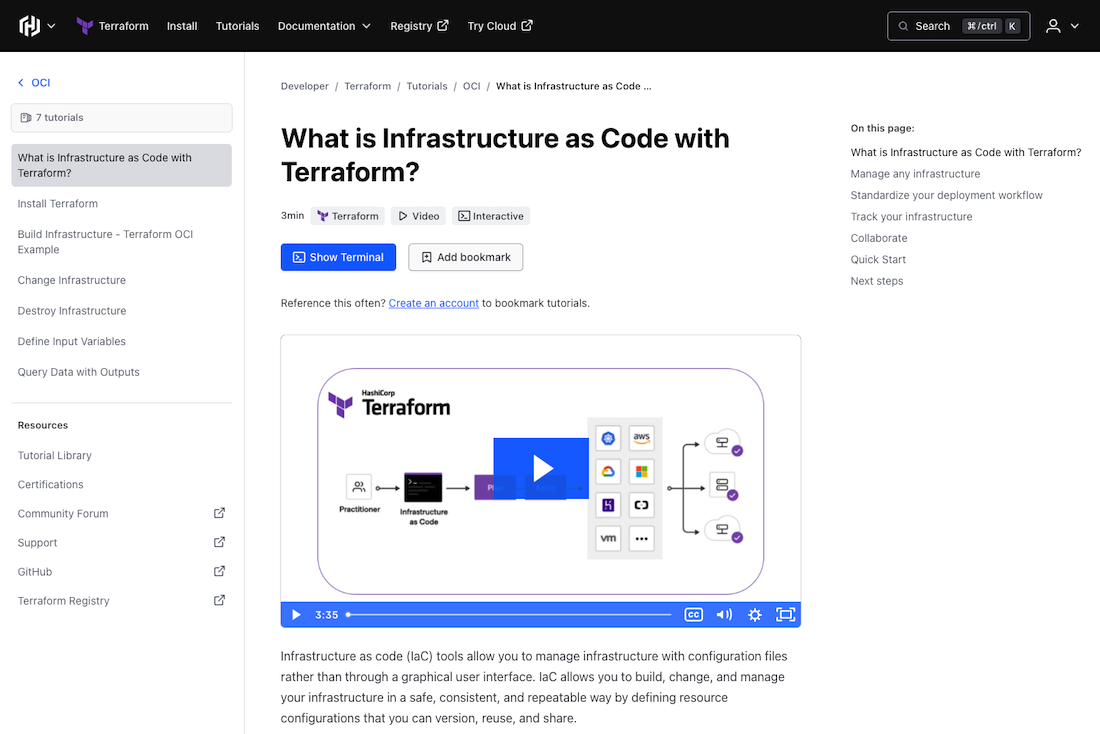 Terraform
Install
Tutorials
Documentation
Registry
Try Cloud
Search
⌘/ctrl
K
OCI
7 tutorials
What is Infrastructure as Code with
Terraform?
Install Terraform
Build Infrastructure - Terraform OCI
Example
Change Infrastructure
Destroy Infrastructure
Define Input Variables
Query Data with Outputs
Resources
Tutorial Library
Certifications
Community Forum
Support
GitHub
Terraform Registry
Developer / Terraform / Tutorials / OCI / What is Infrastructure as Code ...
What is Infrastructure as Code with
Terraform?
3min
Terraform
Video
Interactive
Show Terminal
Add bookmark
Reference this often? Create an account to bookmark tutorials.
HashiCorp
Terraform
Practitioner
Infrastructure
as Code
aws
vm
3:35
CC
Infrastructure as code (IaC) tools allow you to manage infrastructure with configuration files
rather than through a graphical user interface. IaC allows you to build, change, and manage
your infrastructure in a safe, consistent, and repeatable way by defining resource
configurations that you can version, reuse, and share.
On this page:
What is Infrastructure as Code with Terraform?
Manage any infrastructure
Standardize your deployment workflow
Track your infrastructure
Collaborate
Quick Start
Next steps